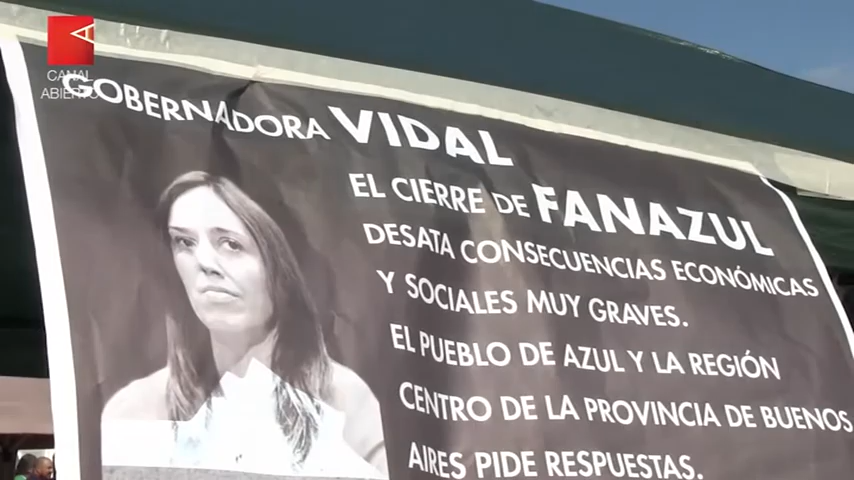 CANAL
ABIERTO
GOBERNADORA VIDAL
EL CIERRE DE FANAZUL
DESATA CONSECUENCIAS ECONÓMICAS
Y SOCIALES MUY GRAVES.
EL PUEBLO DE AZUL Y LA REGIÓN
CENTRO DE LA PROVINCIA DE BUENOS
AIRES PIDE RESPUESTAS.